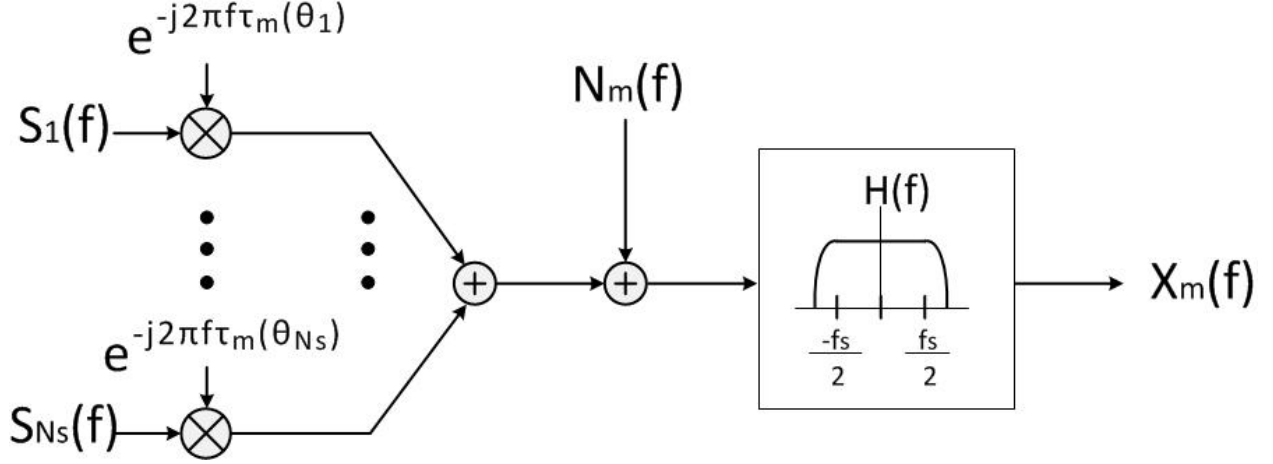 e^-j2πfτm(θ1)
S1(f)
Nm(f)
H(f)
Xm(f)
-fs/2 fs/2
e^-j2πfτm(θNs)
SNs(f)